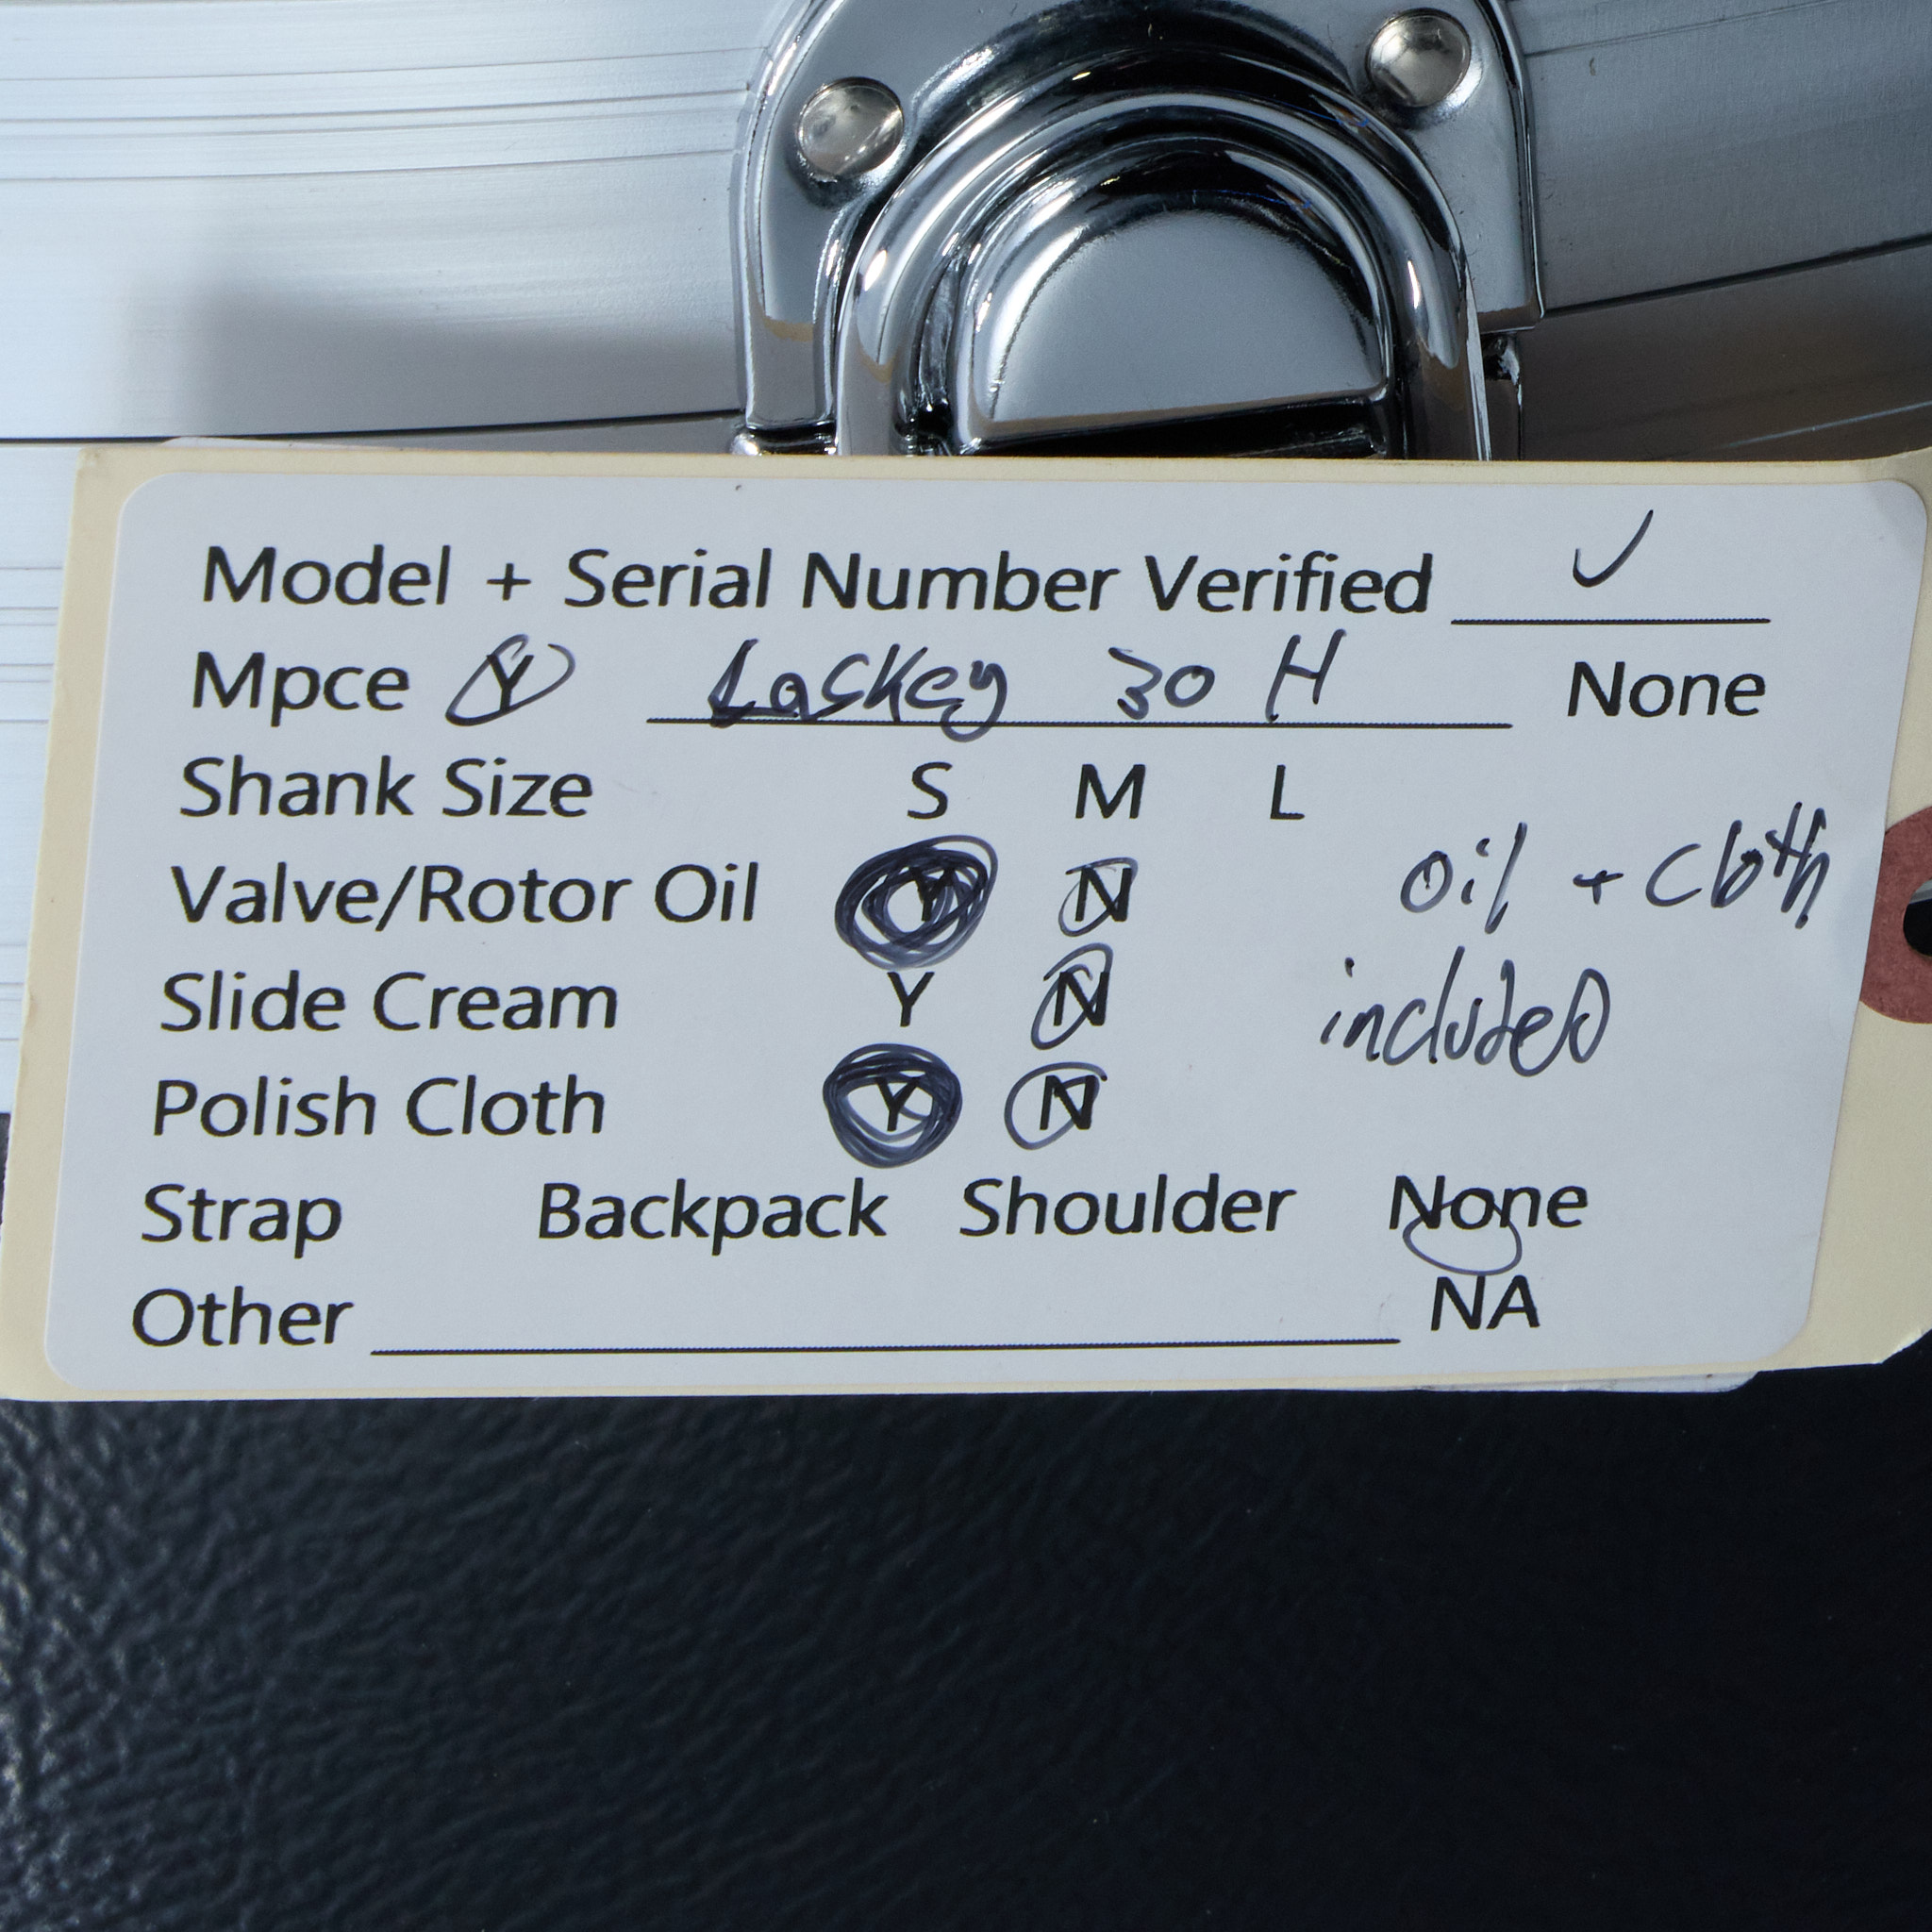 Model + Serial Number Verified ✓
Mpce Y Laskey 30 H None
Shank Size S M L
Valve/Rotor Oil Y N oil + cloth
Slide Cream Y N included
Polish Cloth Y N
Strap Backpack Shoulder None
Other NA